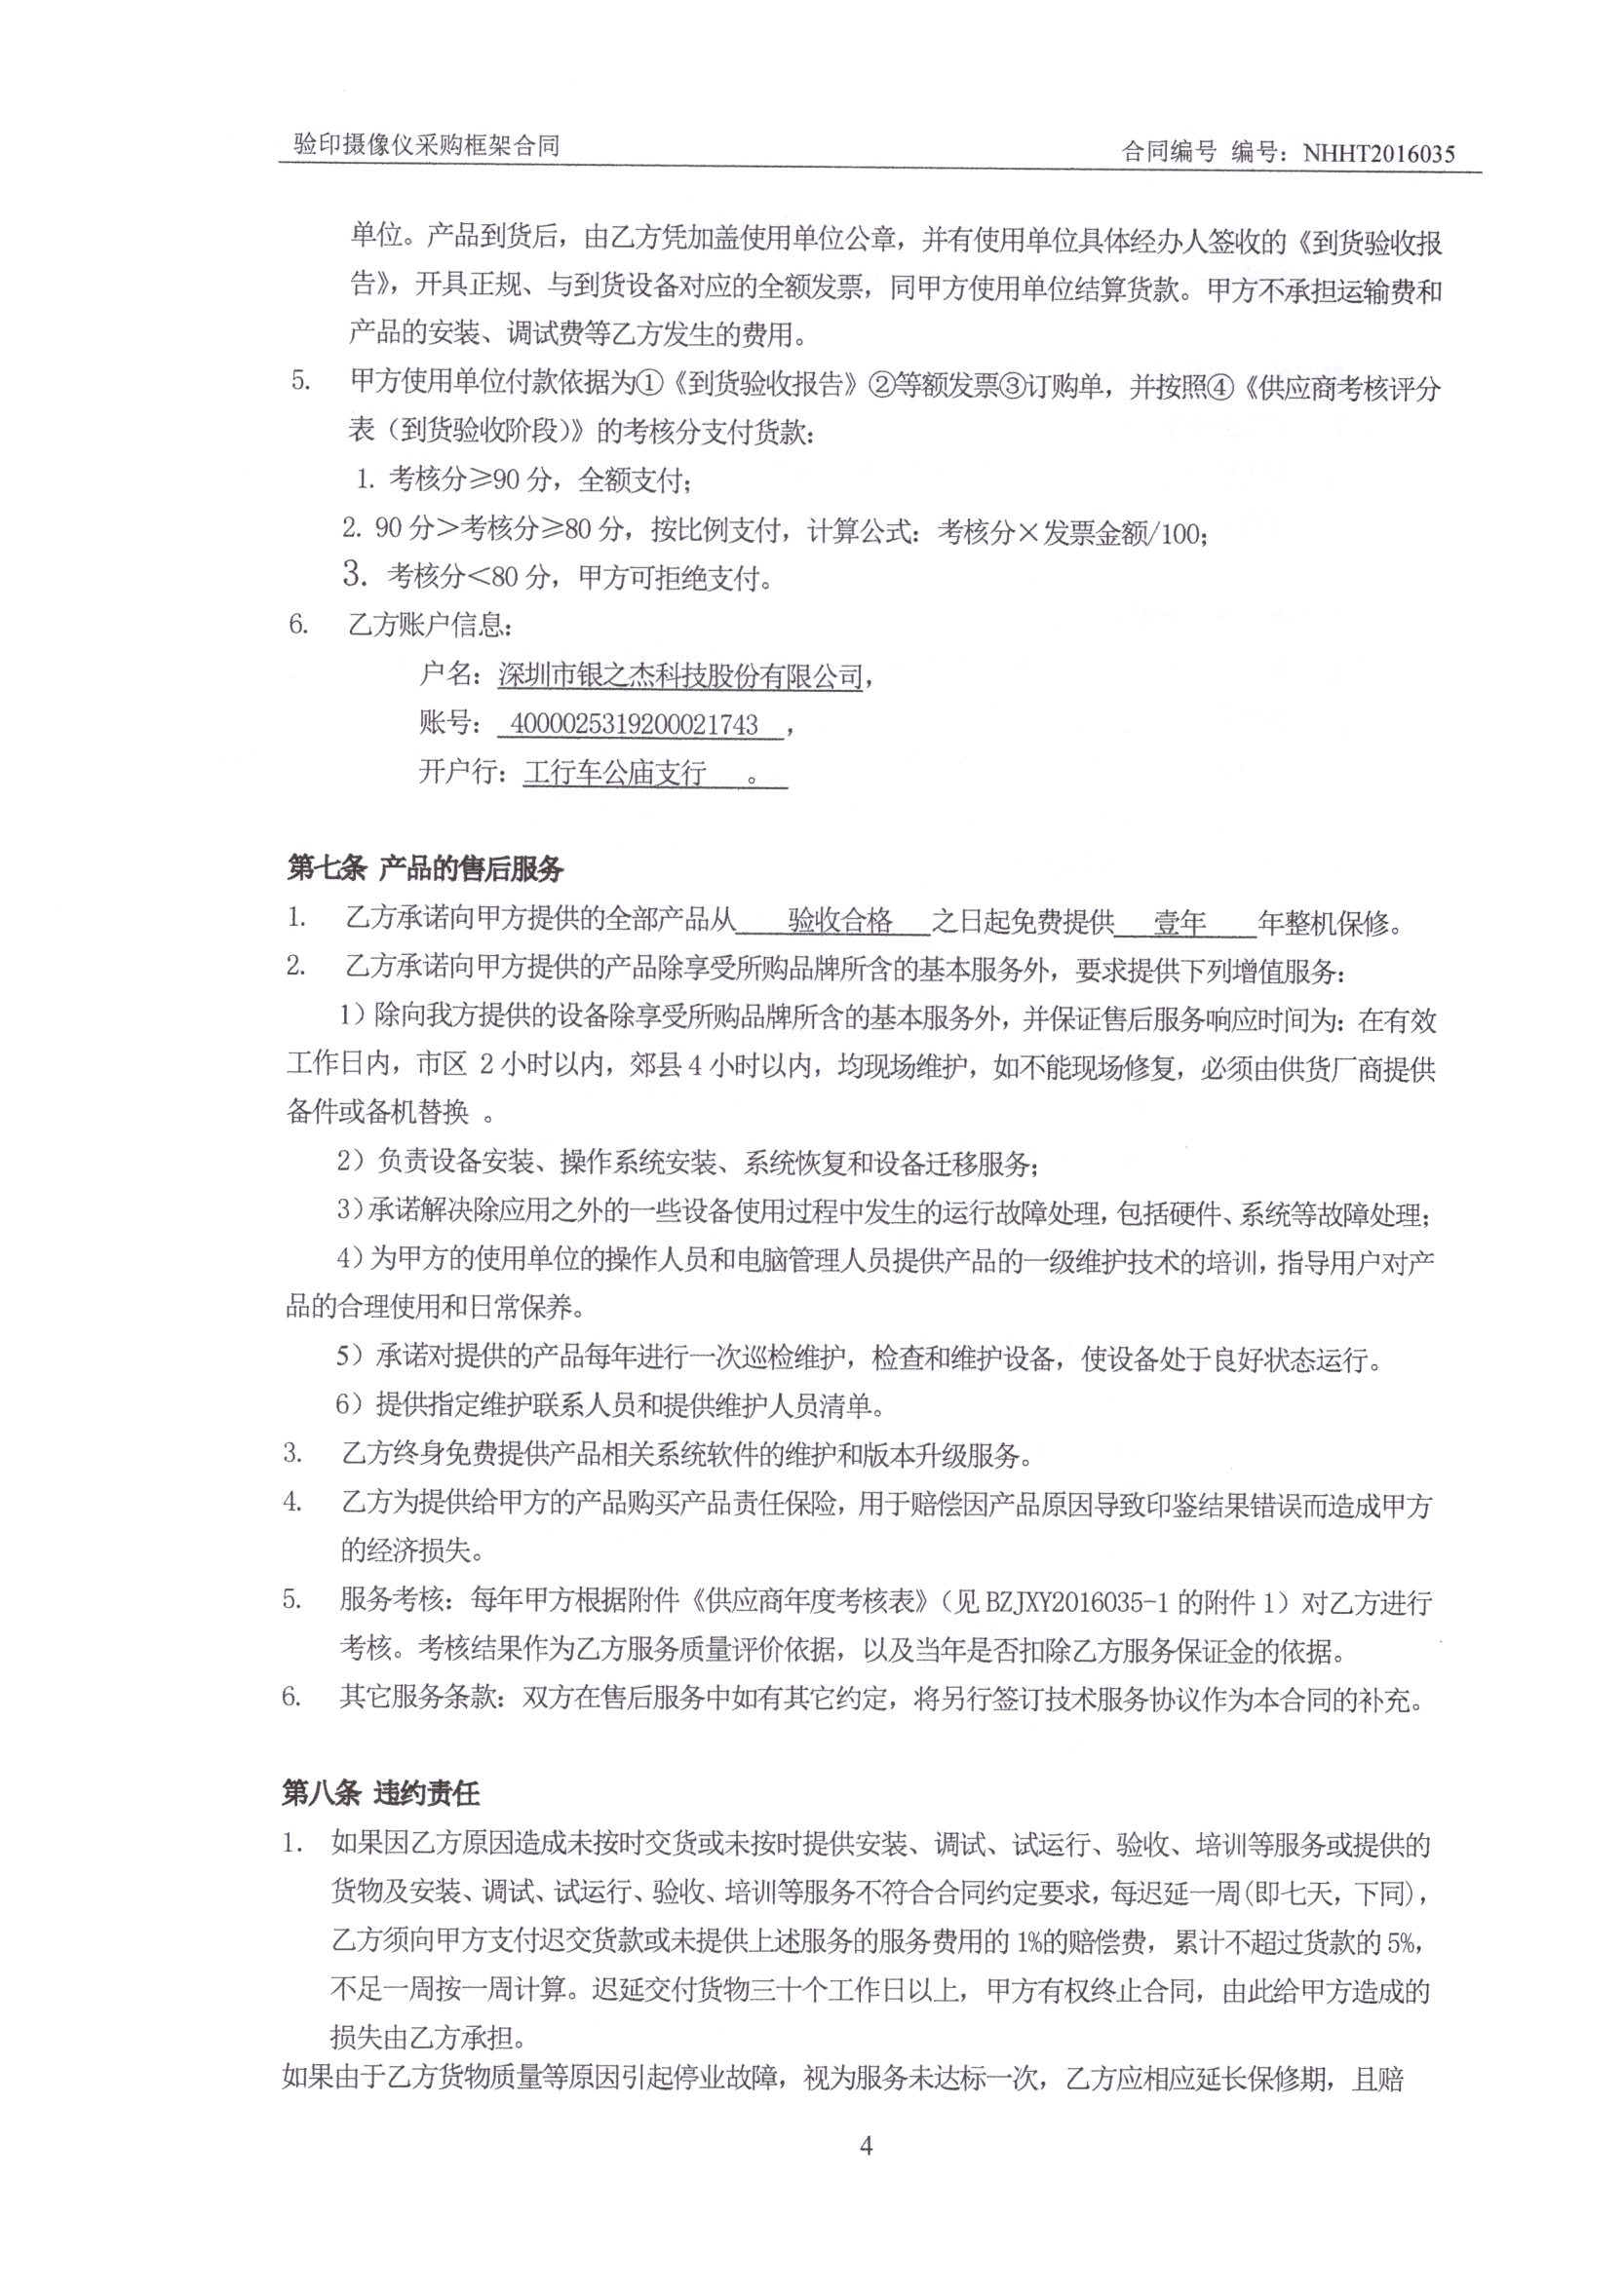 验印摄像仪采购框架合同 合同编号 编号：NHHT2016035
单位。产品到货后，由乙方凭加盖使用单位公章，并有使用单位具体经办人签收的《到货验收报
告》，开具正规、与到货设备对应的全额发票，同甲方使用单位结算货款。甲方不承担运输费和
产品的安装、调试费等乙方发生的费用。
5. 甲方使用单位付款依据为①《到货验收报告》②等额发票③订购单，并按照④《供应商考核评分
表（到货验收阶段）》的考核分支付货款：
1. 考核分≥90 分，全额支付；
2. 90 分＞考核分≥80 分，按比例支付，计算公式：考核分×发票金额/100；
3. 考核分＜80 分，甲方可拒绝支付。
6. 乙方账户信息：
户名：深圳市银之杰科技股份有限公司，
账号： 4000025319200021743 ，
开户行：工行车公庙支行 。
第七条 产品的售后服务
1. 乙方承诺向甲方提供的全部产品从 验收合格 之日起免费提供 壹年 年整机保修。
2. 乙方承诺向甲方提供的产品除享受所购品牌所含的基本服务外，要求提供下列增值服务：
1）除向我方提供的设备除享受所购品牌所含的基本服务外，并保证售后服务响应时间为：在有效
工作日内，市区 2 小时以内，郊县 4 小时以内，均现场维护，如不能现场修复，必须由供货厂商提供
备件或备机替换 。
2）负责设备安装、操作系统安装、系统恢复和设备迁移服务；
3）承诺解决除应用之外的一些设备使用过程中发生的运行故障处理，包括硬件、系统等故障处理；
4）为甲方的使用单位的操作人员和电脑管理人员提供产品的一级维护技术的培训，指导用户对产
品的合理使用和日常保养。
5）承诺对提供的产品每年进行一次巡检维护，检查和维护设备，使设备处于良好状态运行。
6）提供指定维护联系人员和提供维护人员清单。
3. 乙方终身免费提供产品相关系统软件的维护和版本升级服务。
4. 乙方为提供给甲方的产品购买产品责任保险，用于赔偿因产品原因导致印鉴结果错误而造成甲方
的经济损失。
5. 服务考核：每年甲方根据附件《供应商年度考核表》（见 BZJXY2016035-1 的附件 1）对乙方进行
考核。考核结果作为乙方服务质量评价依据，以及当年是否扣除乙方服务保证金的依据。
6. 其它服务条款：双方在售后服务中如有其它约定，将另行签订技术服务协议作为本合同的补充。
第八条 违约责任
1. 如果因乙方原因造成未按时交货或未按时提供安装、调试、试运行、验收、培训等服务或提供的
货物及安装、调试、试运行、验收、培训等服务不符合合同约定要求，每迟延一周(即七天，下同)，
乙方须向甲方支付迟交货款或未提供上述服务的服务费用的 1%的赔偿费，累计不超过货款的 5%，
不足一周按一周计算。迟延交付货物三十个工作日以上，甲方有权终止合同，由此给甲方造成的
损失由乙方承担。
如果由于乙方货物质量等原因引起停业故障，视为服务未达标一次，乙方应相应延长保修期，且赔
4